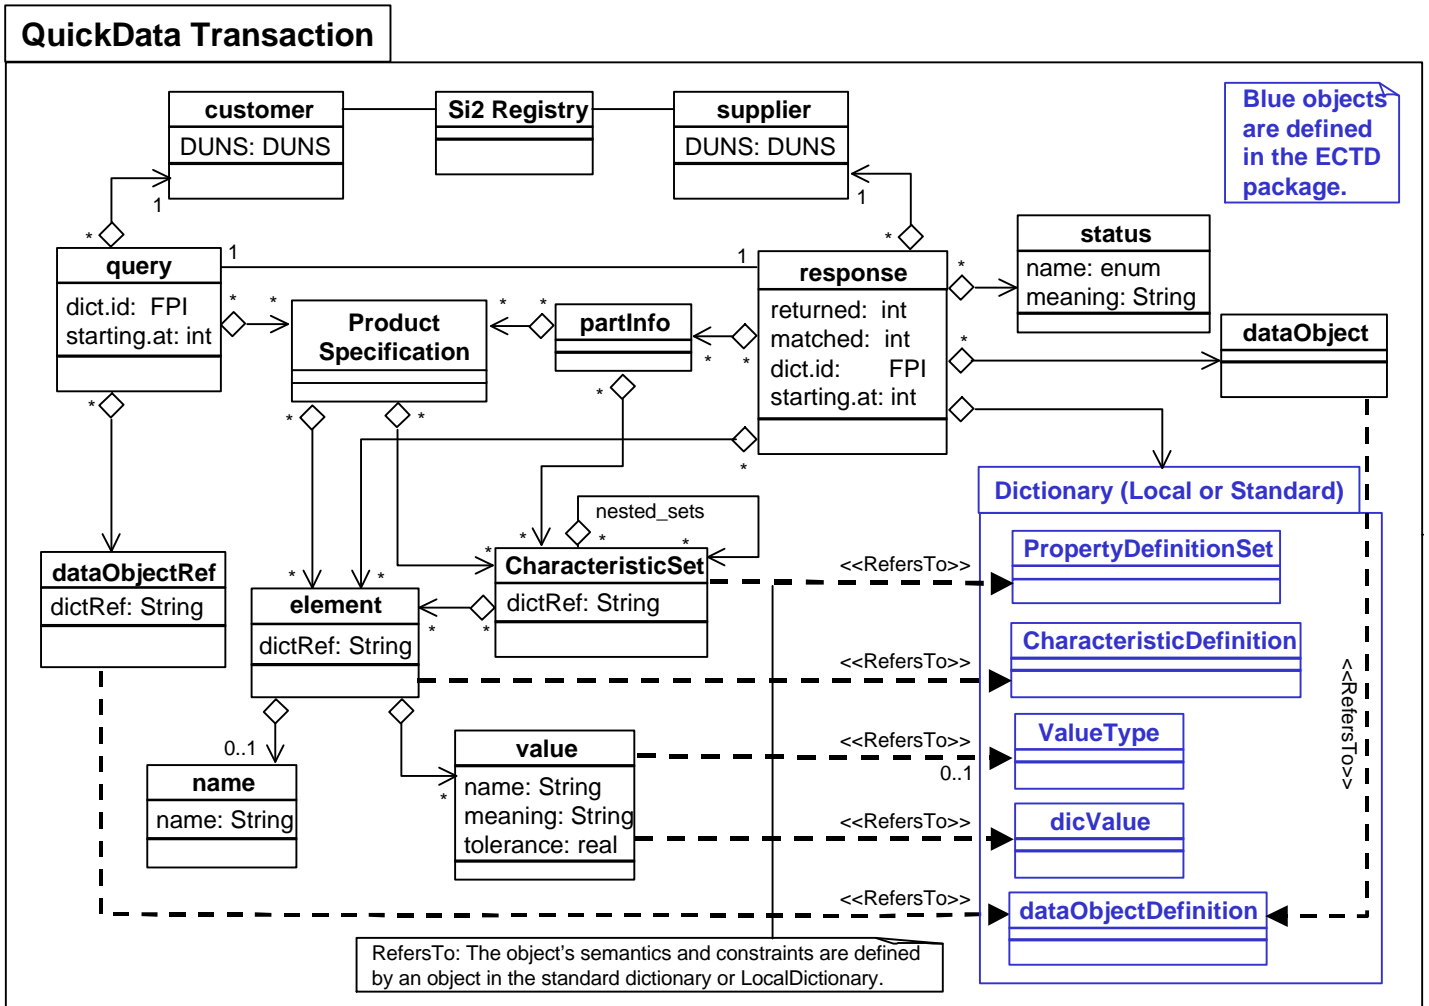 QuickData Transaction
customer
DUNS: DUNS
Si2 Registry
supplier
DUNS: DUNS
Blue objects
are defined
in the ECTD
package.
1
1
*
*
query
dict.id: FPI
starting.at: int
1
1
response
returned: int
matched: int
dict.id: FPI
starting.at: int
*
status
name: enum
meaning: String
*
*
Product
Specification
*
*
partInfo
*
*
*
dataObject
*
*
*
*
*
Dictionary (Local or Standard)
nested_sets
*
*
*
*
dataObjectRef
dictRef: String
*
*
*
element
dictRef: String
CharacteristicSet
dictRef: String
*
*
<<RefersTo>>
PropertyDefinitionSet
<<RefersTo>>
CharacteristicDefinition
<<RefersTo>>
0..1
name
name: String
*
value
name: String
meaning: String
tolerance: real
<<RefersTo>>
0..1
ValueType
<<RefersTo>>
dicValue
<<RefersTo>>
dataObjectDefinition
RefersTo: The object’s semantics and constraints are defined
by an object in the standard dictionary or LocalDictionary.